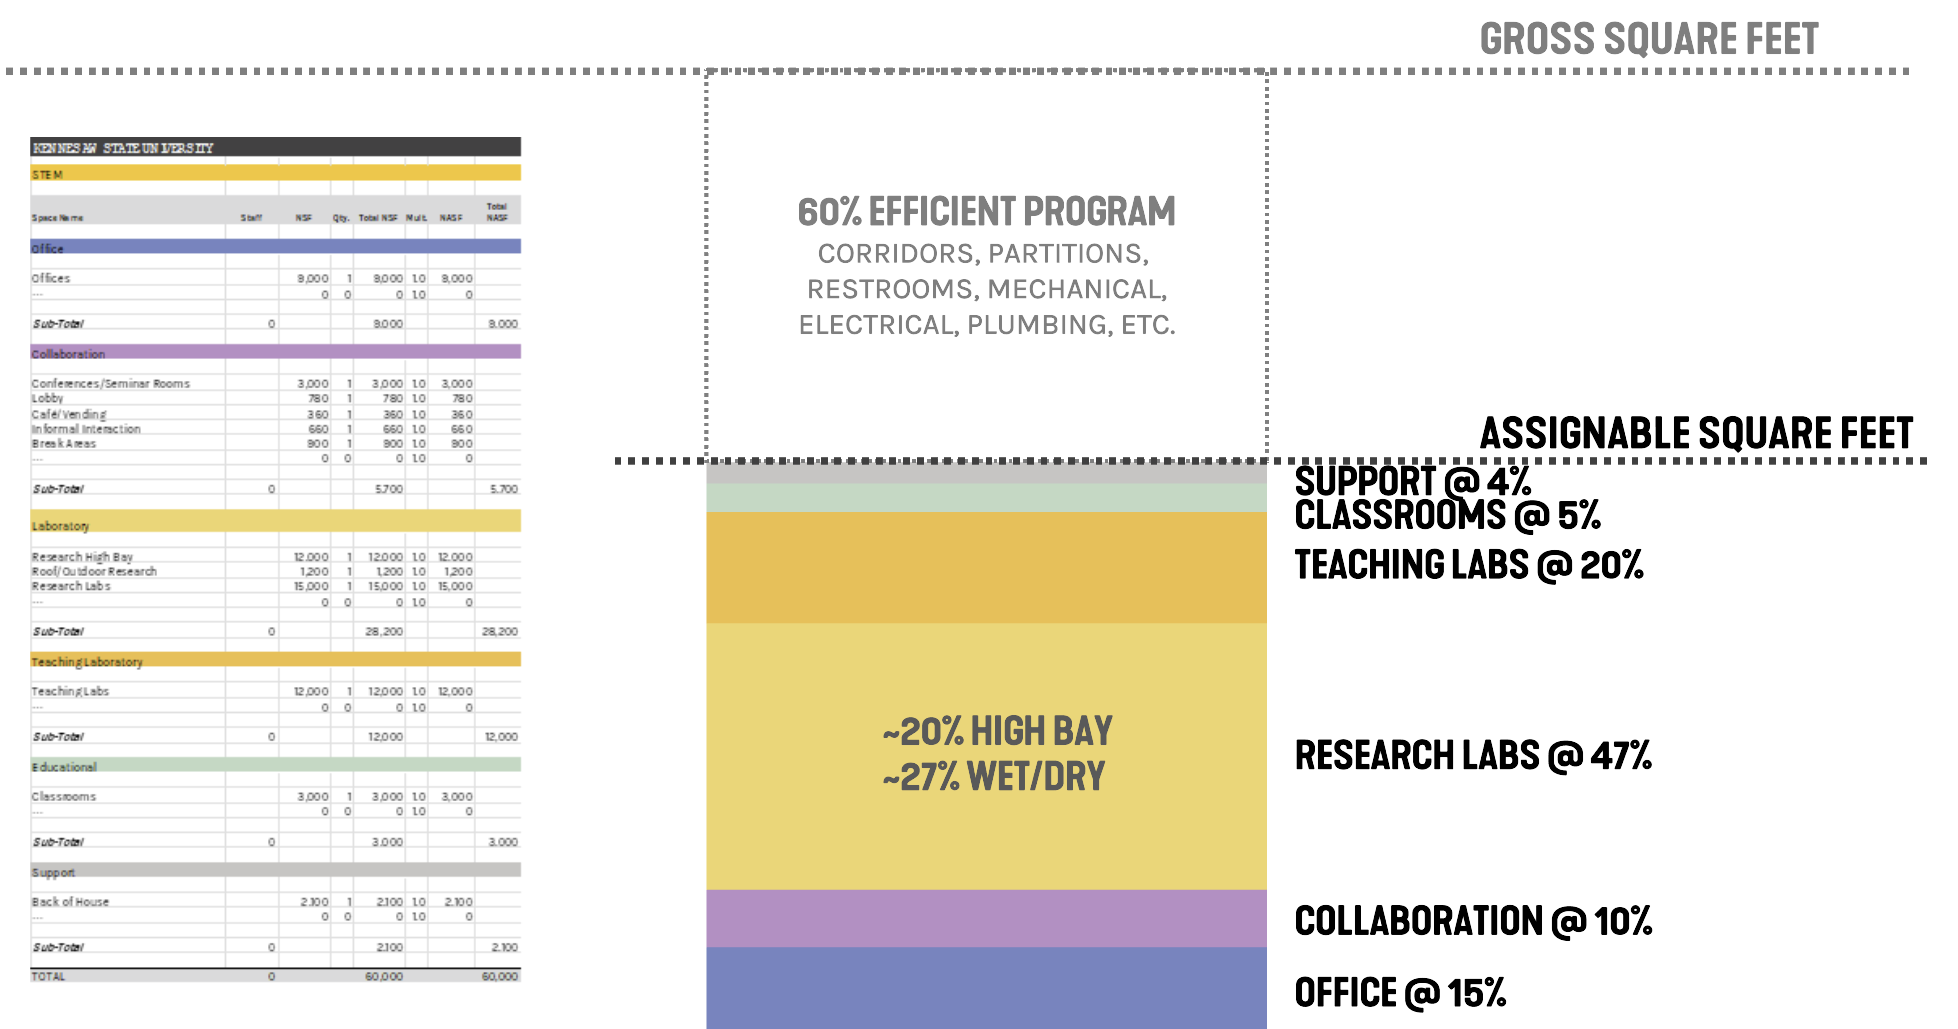 GROSS SQUARE FEET
KENNESAW STATE UNIVERSITY
STEM
Space Name Staff NSF Qty. Total NSF Mult. NASF Total NASF
Office
Offices 9,000 1 9,000 1.0 9,000
--- 0 0 0 1.0 0
Sub-Total 0 9,000 9,000
Collaboration
Conferences/Seminar Rooms 3,000 1 3,000 1.0 3,000
Lobby 780 1 780 1.0 780
Café/Vending 360 1 360 1.0 360
Informal Interaction 660 1 660 1.0 660
Break Areas 900 1 900 1.0 900
--- 0 0 0 1.0 0
Sub-Total 0 5,700 5,700
Laboratory
Research High Bay 12,000 1 12,000 1.0 12,000
Roof/Outdoor Research 1,200 1 1,200 1.0 1,200
Research Labs 15,000 1 15,000 1.0 15,000
--- 0 0 0 1.0 0
Sub-Total 0 28,200 28,200
Teaching Laboratory
Teaching Labs 12,000 1 12,000 1.0 12,000
--- 0 0 0 1.0 0
Sub-Total 0 12,000 12,000
Educational
Classrooms 3,000 1 3,000 1.0 3,000
--- 0 0 0 1.0 0
Sub-Total 0 3,000 3,000
Support
Back of House 2,100 1 2,100 1.0 2,100
--- 0 0 0 1.0 0
Sub-Total 0 2,100 2,100
TOTAL 0 60,000 60,000
60% EFFICIENT PROGRAM
CORRIDORS, PARTITIONS,
RESTROOMS, MECHANICAL,
ELECTRICAL, PLUMBING, ETC.
ASSIGNABLE SQUARE FEET
SUPPORT @ 4%
CLASSROOMS @ 5%
TEACHING LABS @ 20%
~20% HIGH BAY
~27% WET/DRY
RESEARCH LABS @ 47%
COLLABORATION @ 10%
OFFICE @ 15%